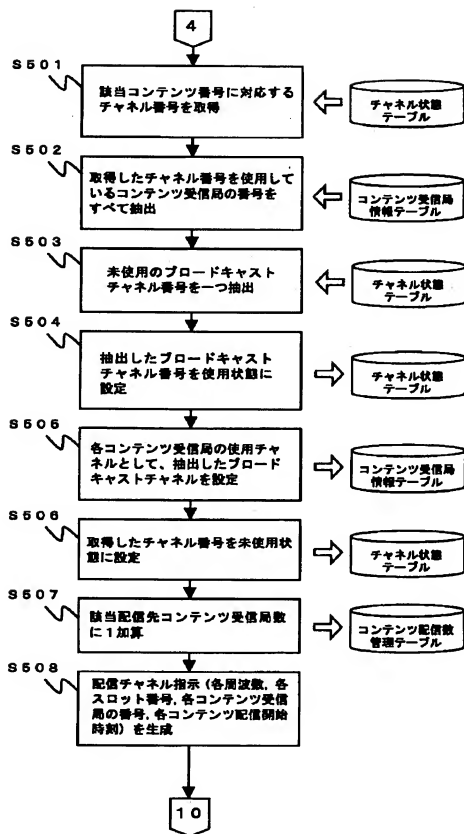 4
S501
該当コンテンツ番号に対応する
チャネル番号を取得
チャネル状態
テーブル
S502
取得したチャネル番号を使用して
いるコンテンツ受信局の番号を
すべて抽出
コンテンツ受信局
情報テーブル
S503
未使用のブロードキャスト
チャネル番号を一つ抽出
チャネル状態
テーブル
S504
抽出したブロードキャスト
チャネル番号を使用状態に
設定
チャネル状態
テーブル
S505
各コンテンツ受信局の使用チャ
ネルとして、抽出したブロード
キャストチャネルを設定
コンテンツ受信局
情報テーブル
S506
取得したチャネル番号を未使用状
態に設定
チャネル状態
テーブル
S507
該当配信先コンテンツ受信局数
に1加算
コンテンツ配信数
管理テーブル
S508
配信チャネル指示(各周波数,各
スロット番号,各コンテンツ受信
局の番号,各コンテンツ配信開始
時刻)を生成
10